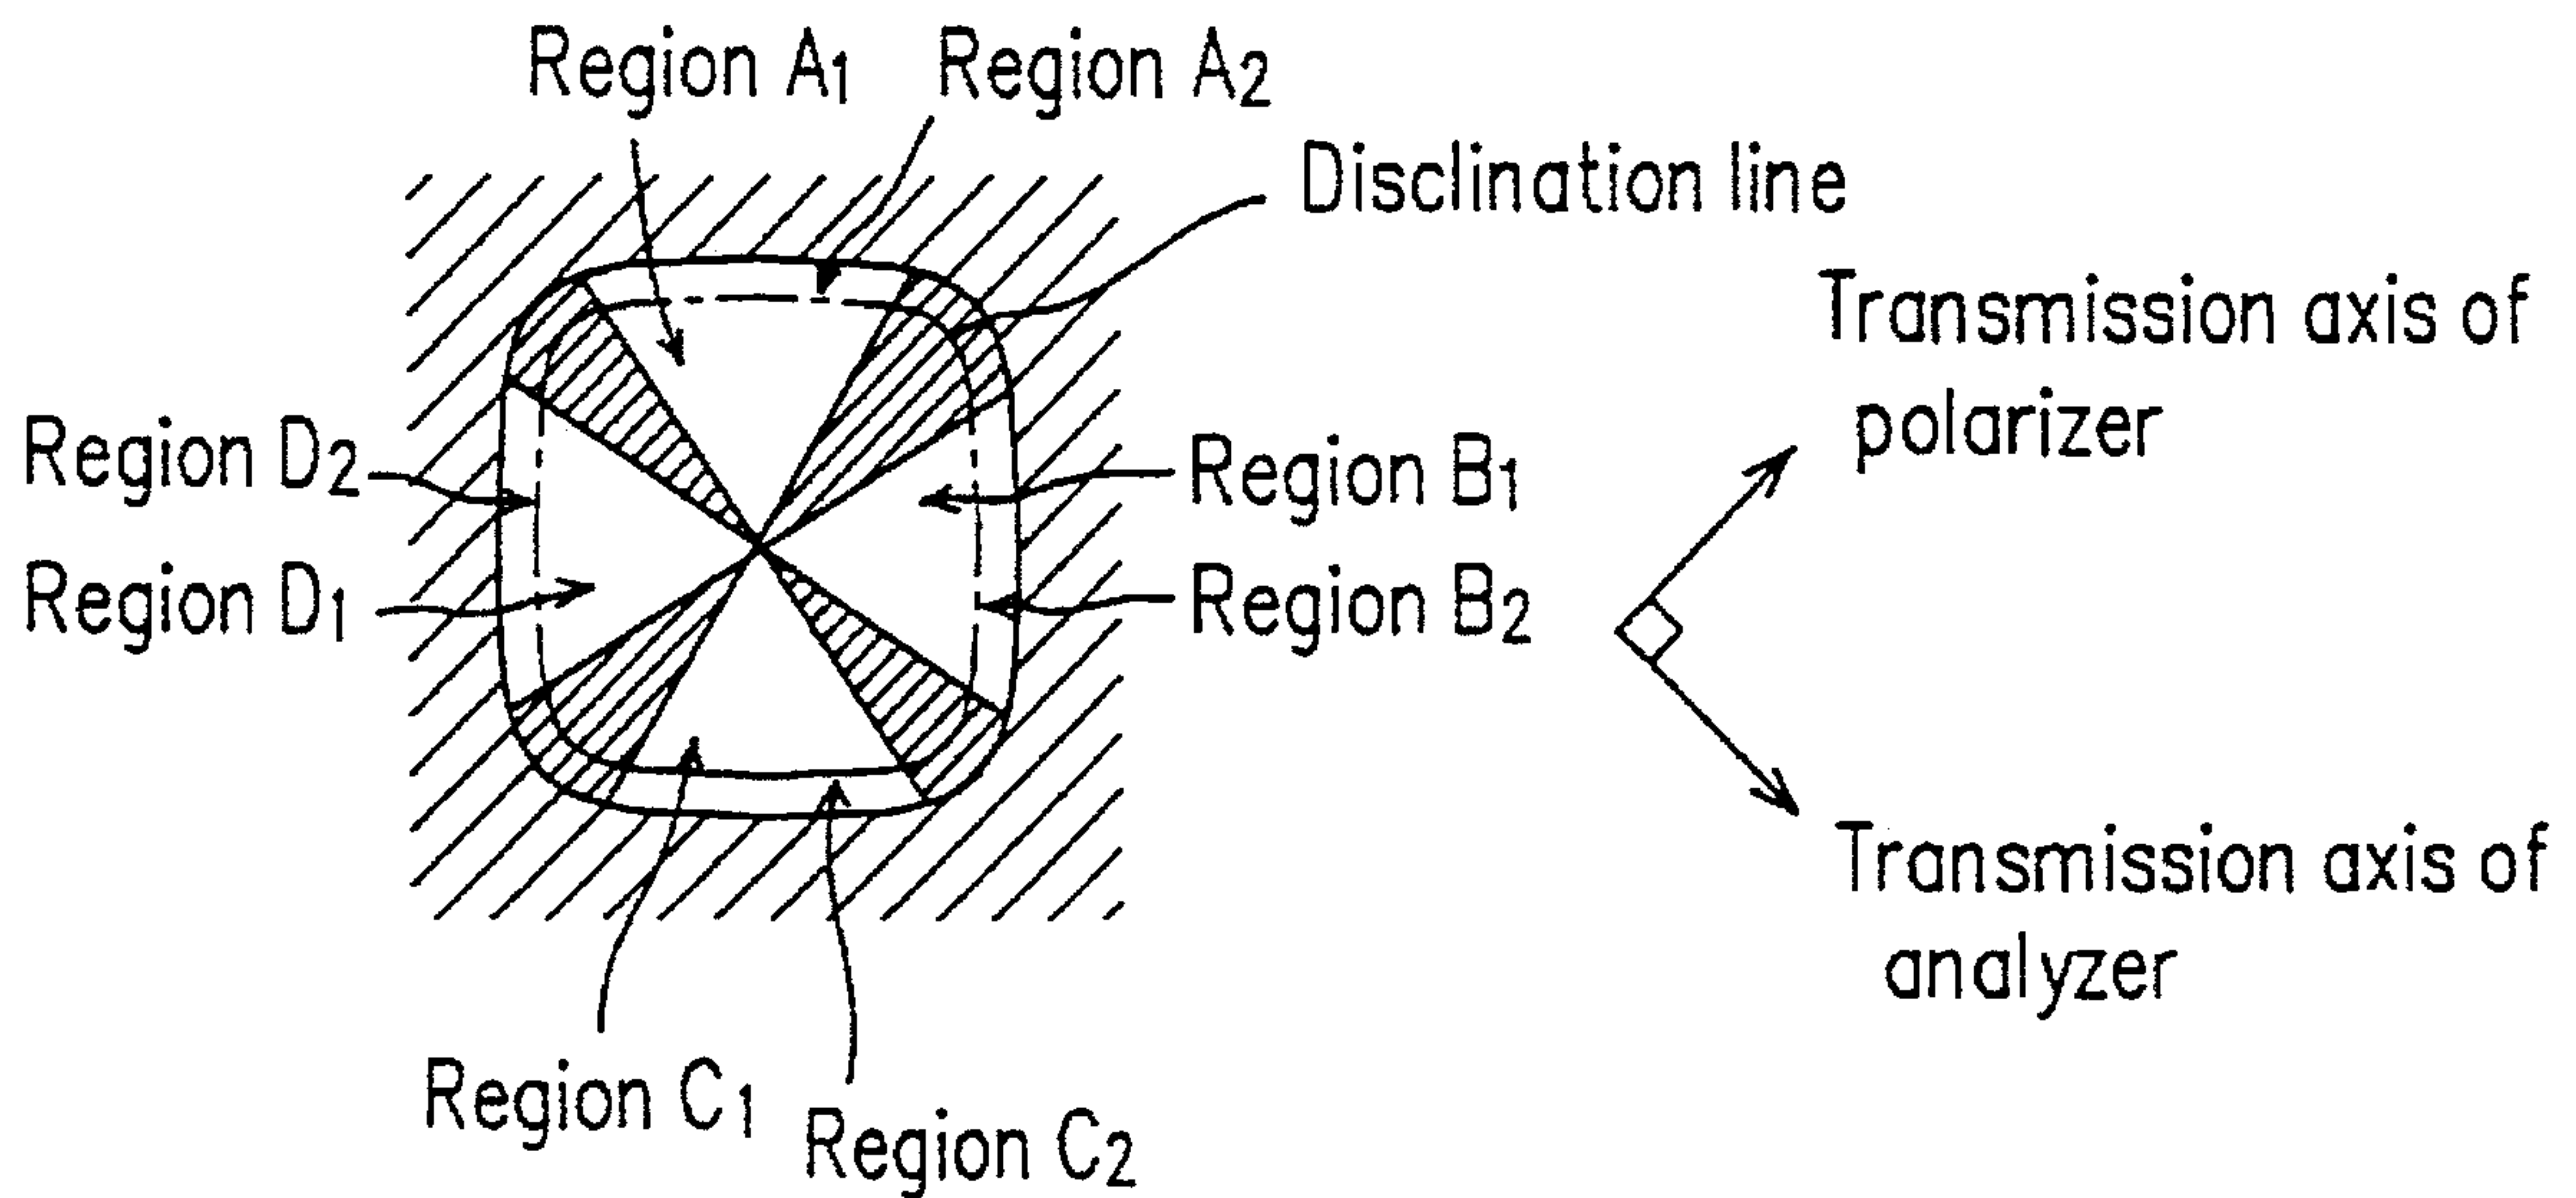 Region A1
Region A2
Disclination line
Transmission axis of
polarizer
Region D2
Region B1
Region D1
Region B2
Transmission axis of
analyzer
Region C1
Region C2